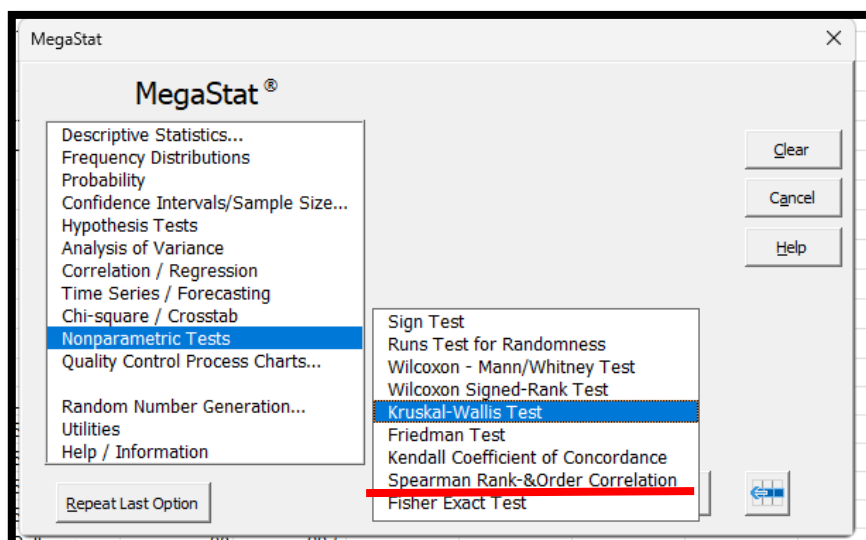 MegaStat
MegaStat ®
Descriptive Statistics...
Frequency Distributions
Probability
Confidence Intervals/Sample Size...
Hypothesis Tests
Analysis of Variance
Correlation / Regression
Time Series / Forecasting
Chi-square / Crosstab
Nonparametric Tests
Quality Control Process Charts...
Random Number Generation...
Utilities
Help / Information
Sign Test
Runs Test for Randomness
Wilcoxon - Mann/Whitney Test
Wilcoxon Signed-Rank Test
Kruskal-Wallis Test
Friedman Test
Kendall Coefficient of Concordance
Spearman Rank-&Order Correlation
Fisher Exact Test
Clear
Cancel
Help
Repeat Last Option